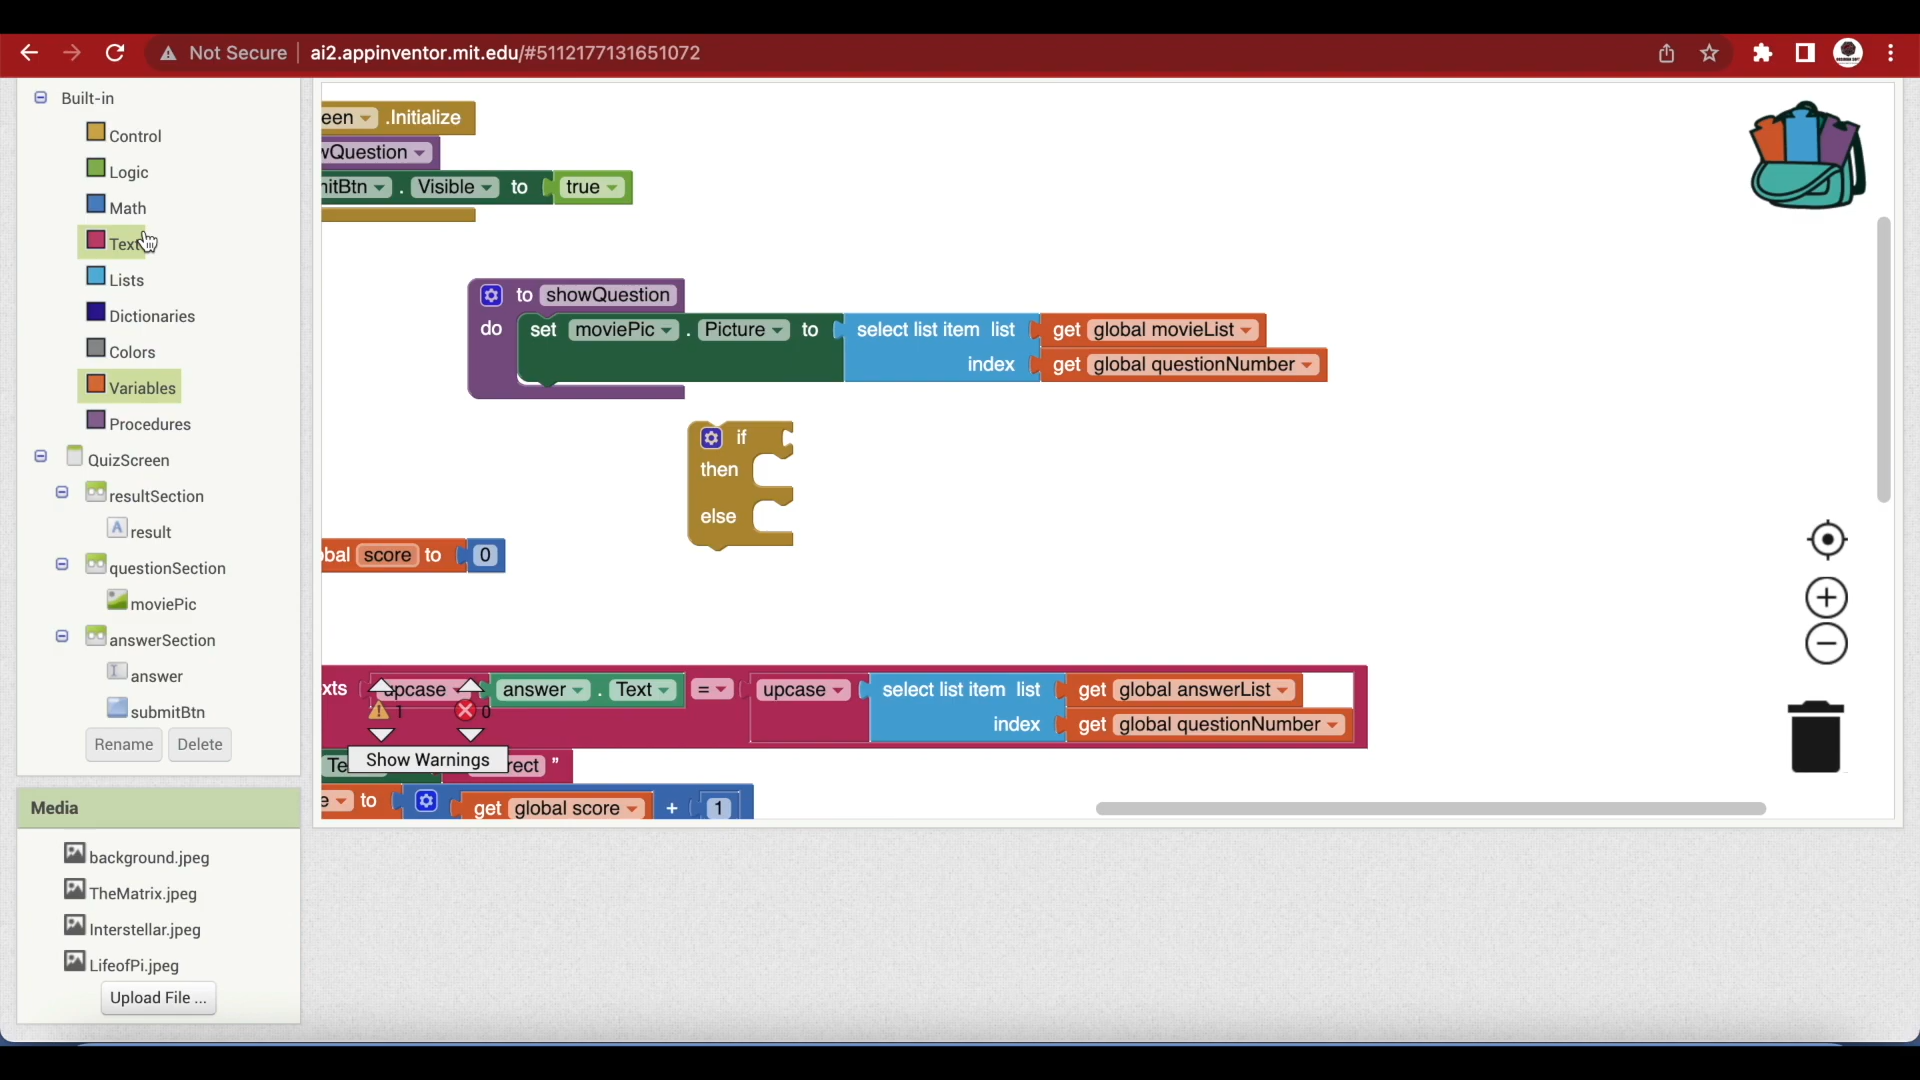 Not Secure ai2.appinventor.mit.edu/#5112177131651072
Built-in
Control
Logic
Math
Text
Lists
Dictionaries
Colors
Variables
Procedures
QuizScreen
resultSection
result
questionSection
moviePic
answerSection
answer
submitBtn
Rename Delete
Media
background.jpeg
TheMatrix.jpeg
Interstellar.jpeg
LifeofPi.jpeg
Upload File ...
een .Initialize
wQuestion
nitBtn . Visible to true
to showQuestion
do set moviePic . Picture to select list item list get global movieList
index get global questionNumber
if
then
else
bal score to 0
xts upcase answer . Text = upcase select list item list get global answerList
index get global questionNumber
1 0
Show Warnings
Te rect "
e to get global score + 1